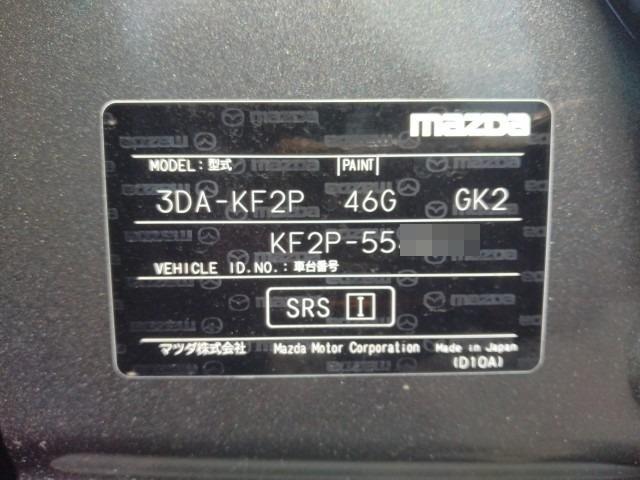 mazda
MODEL:型式 PAINT
3DA-KF2P 46G GK2
KF2P-55
VEHICLE ID.NO.:車台番号
SRS I
マツダ株式会社 Mazda Motor Corporation Made in Japan
(D10A)